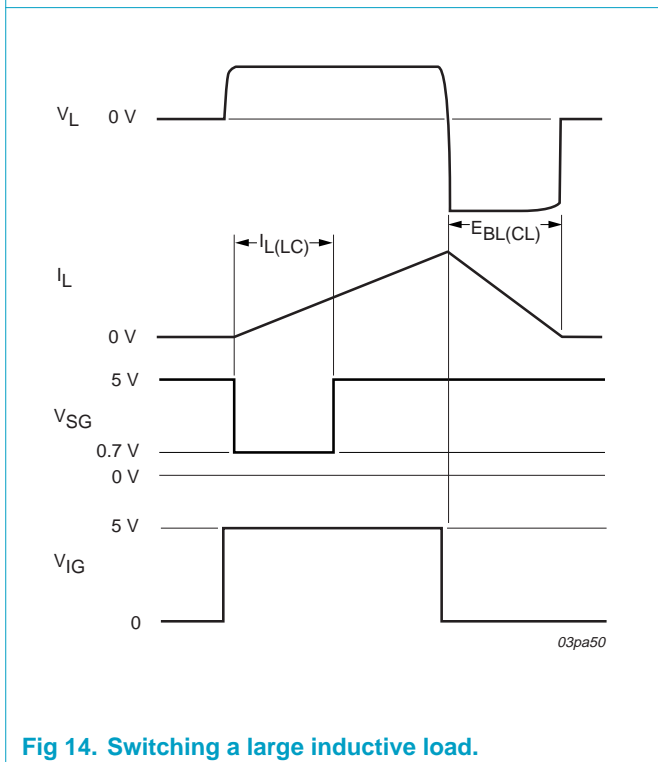 V_L 0 V
E_BL(CL)
I_L(LC)
I_L
0 V
5 V
V_SG
0.7 V
0 V
5 V
V_IG
0
03pa50
Fig 14. Switching a large inductive load.